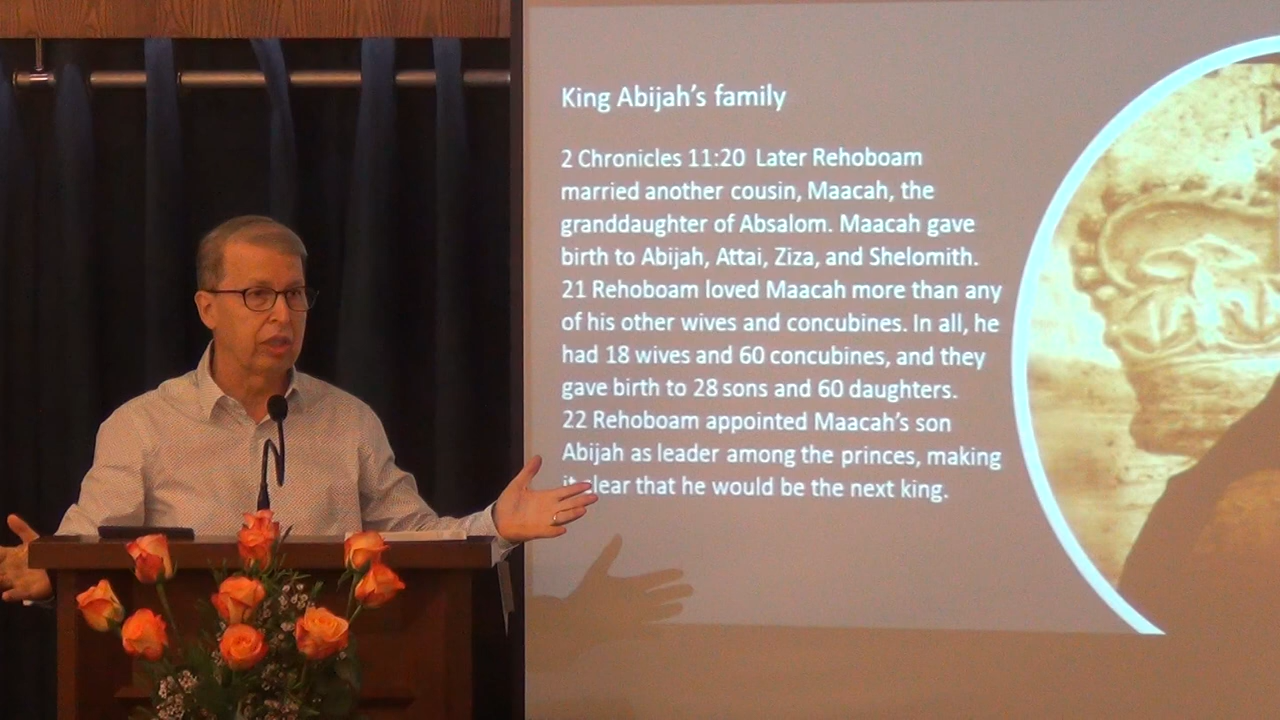 King Abijah's family
2 Chronicles 11:20 Later Rehoboam
married another cousin, Maacah, the
granddaughter of Absalom. Maacah gave
birth to Abijah, Attai, Ziza, and Shelomith.
21 Rehoboam loved Maacah more than any
of his other wives and concubines. In all, he
had 18 wives and 60 concubines, and they
gave birth to 28 sons and 60 daughters.
22 Rehoboam appointed Maacah's son
Abijah as leader among the princes, making
it clear that he would be the next king.